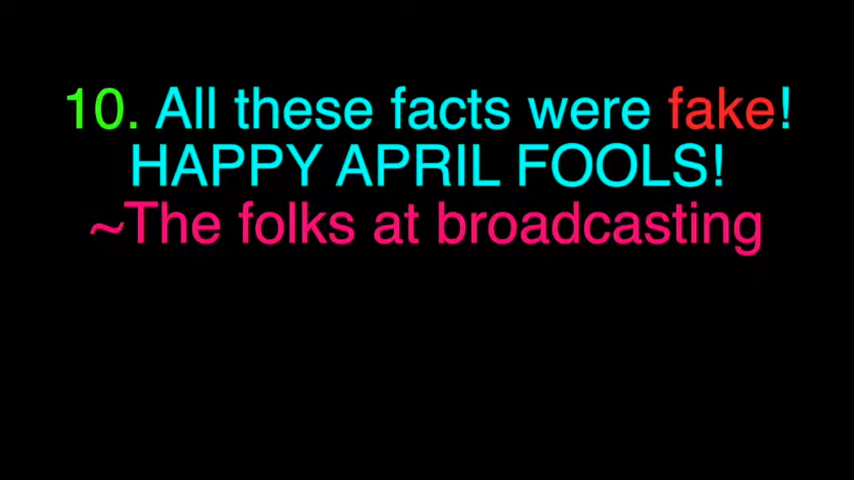 10. All these facts were fake!
HAPPY APRIL FOOLS!
~The folks at broadcasting